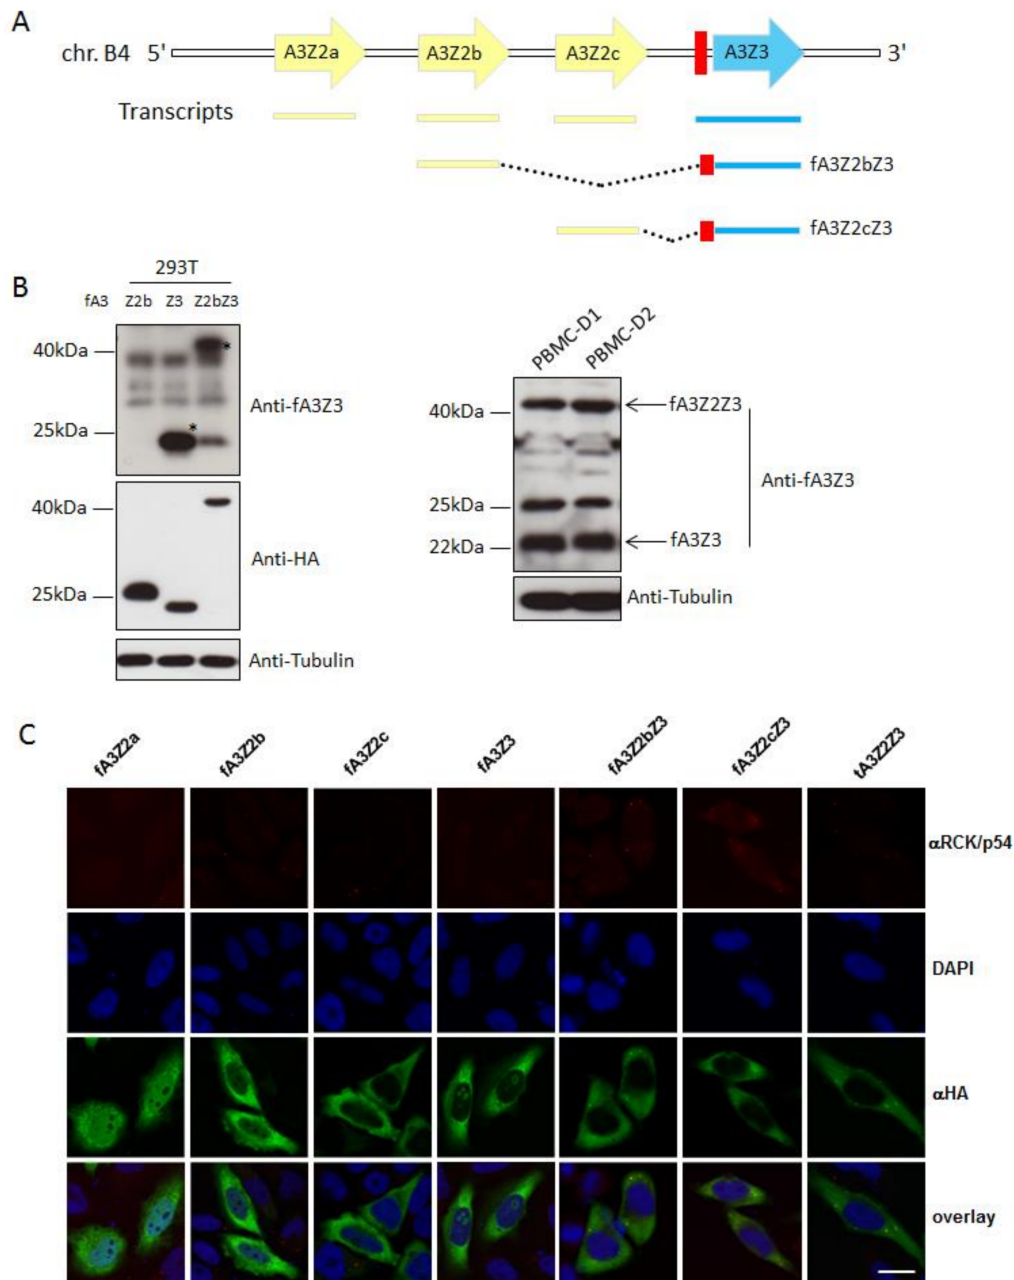 A
chr. B4 5' A3Z2a A3Z2b A3Z2c A3Z3 3'
Transcripts
fA3Z2bZ3
fA3Z2cZ3
B
293T
fA3 Z2b Z3 Z2bZ3
40kDa
*
25kDa
*
Anti-fA3Z3
40kDa
25kDa
Anti-HA
Anti-Tubulin
PBMC-D1
PBMC-D2
40kDa
25kDa
22kDa
fA3Z2Z3
fA3Z3
Anti-fA3Z3
Anti-Tubulin
C
fA3Z2a
fA3Z2b
fA3Z2c
fA3Z3
fA3Z2bZ3
fA3Z2cZ3
tA3Z2Z3
αRCK/p54
DAPI
αHA
overlay